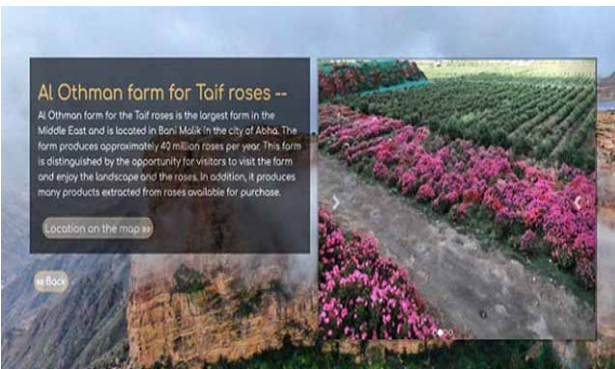 Al Othman farm for Taif roses --
Al Othman farm for the Taif roses is the largest farm in the
Middle East and is located in Bani Malik in the city of Abha. The
farm produces approximately 40 million roses per year. This farm
is distinguished by the opportunity for visitors to visit the farm
and enjoy the landscape and the roses. In addition, it produces
many products extracted from roses available for purchase.
Location on the map »»
«« Back